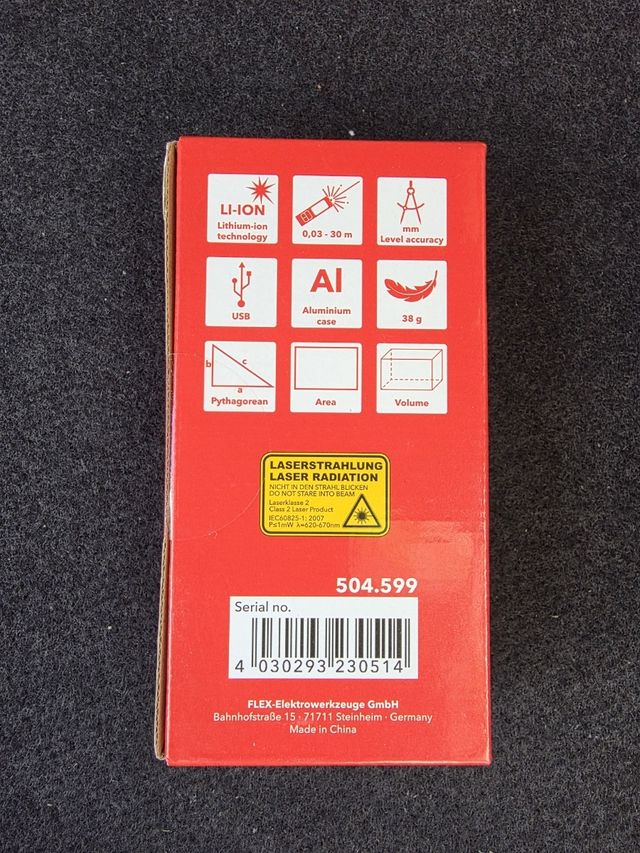 LI-ION
Lithium-ion
technology
0,03 - 30 m
mm
Level accuracy
USB
Al
Aluminium
case
38 g
b
c
a
Pythagorean
Area
Volume
LASERSTRAHLUNG
LASER RADIATION
NICHT IN DEN STRAHL BLICKEN
DO NOT STARE INTO BEAM
Laserklasse 2
Class 2 Laser Product
IEC60825-1: 2007
P≤1mW λ=620-670nm
504.599
Serial no.
4 030293 230514
FLEX-Elektrowerkzeuge GmbH
Bahnhofstraße 15 · 71711 Steinheim · Germany
Made in China